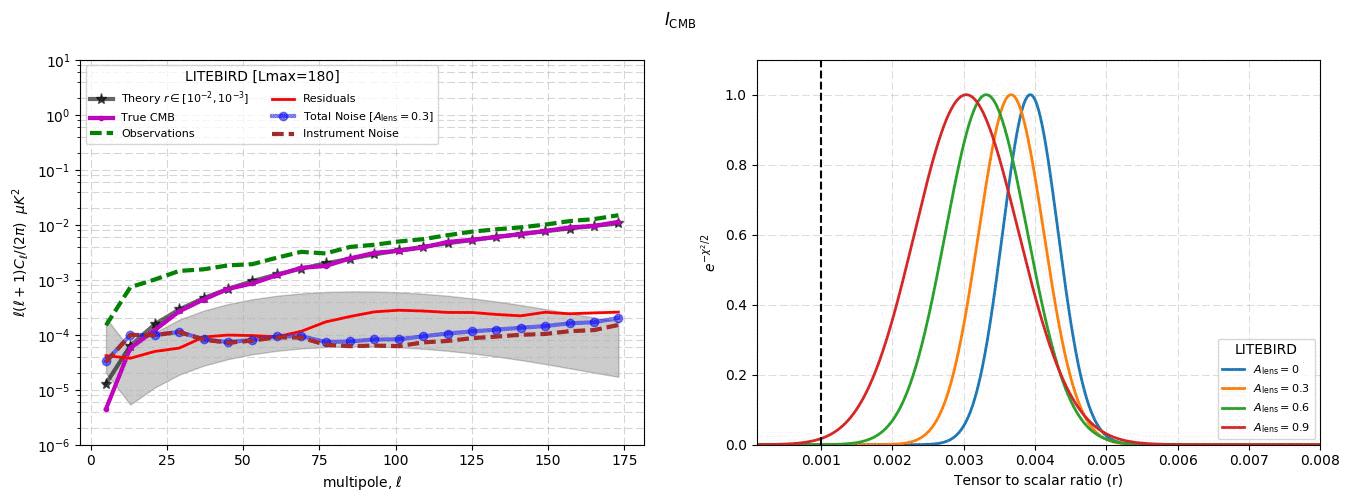 I_CMB
LITEBIRD [Lmax=180]
Theory r ∈ [10⁻², 10⁻³]
True CMB
Observations
Residuals
Total Noise [A_lens = 0.3]
Instrument Noise
10¹
10⁰
10⁻¹
10⁻²
10⁻³
10⁻⁴
10⁻⁵
10⁻⁶
ℓ(ℓ + 1)C_ℓ/(2π) μK²
0 25 50 75 100 125 150 175
multipole, ℓ
1.0
0.8
0.6
0.4
0.2
0.0
e^{-χ²/2}
LITEBIRD
A_lens = 0
A_lens = 0.3
A_lens = 0.6
A_lens = 0.9
0.001 0.002 0.003 0.004 0.005 0.006 0.007 0.008
Tensor to scalar ratio (r)